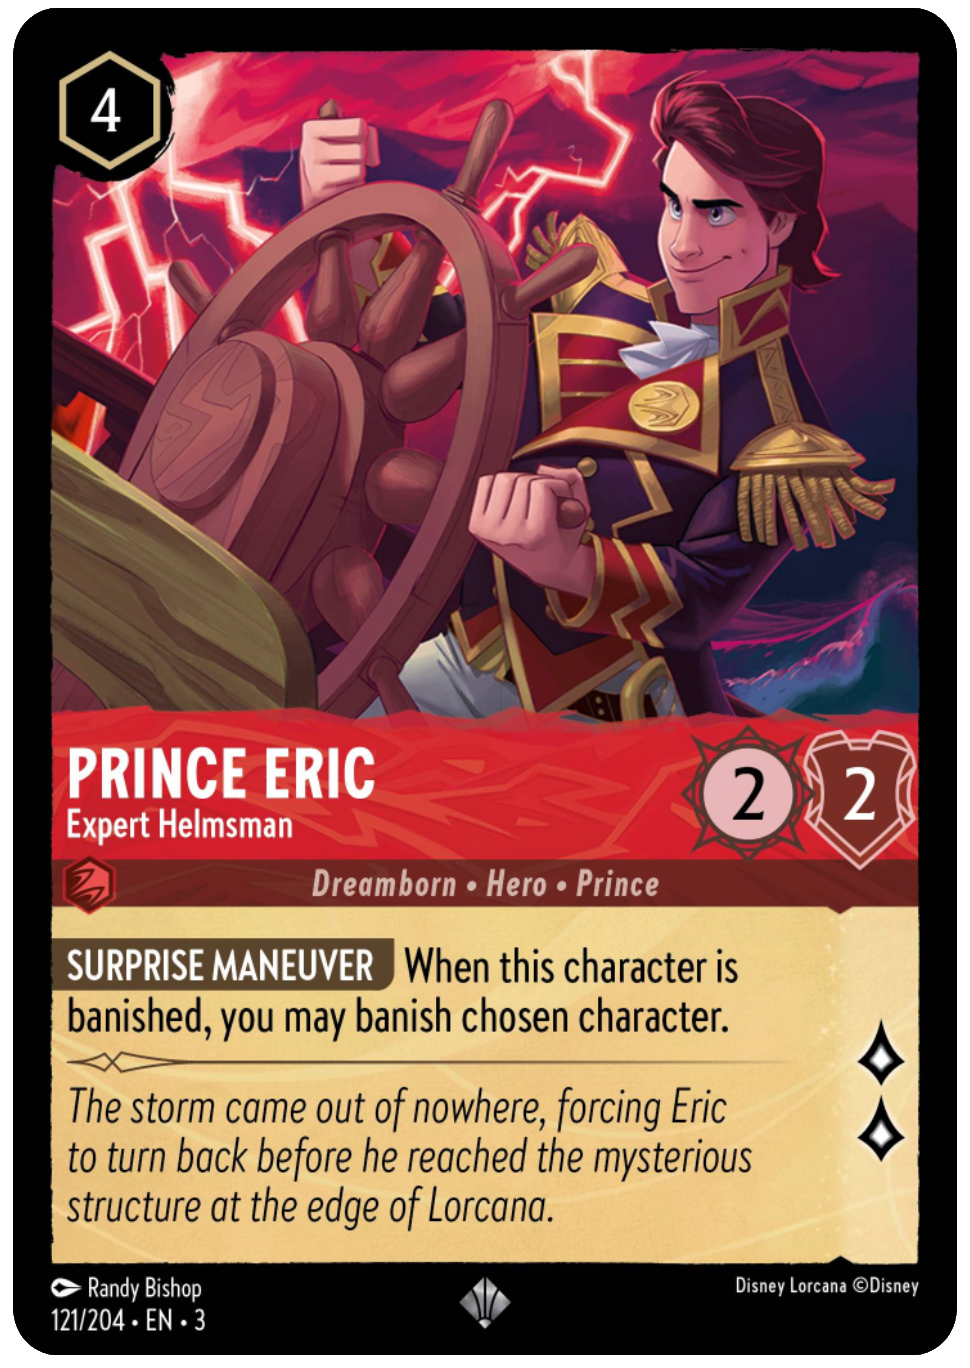 4
PRINCE ERIC
Expert Helmsman
2 2
Dreamborn • Hero • Prince
SURPRISE MANEUVER When this character is
banished, you may banish chosen character.
The storm came out of nowhere, forcing Eric
to turn back before he reached the mysterious
structure at the edge of Lorcana.
Randy Bishop
121/204 • EN • 3
Disney Lorcana ©Disney